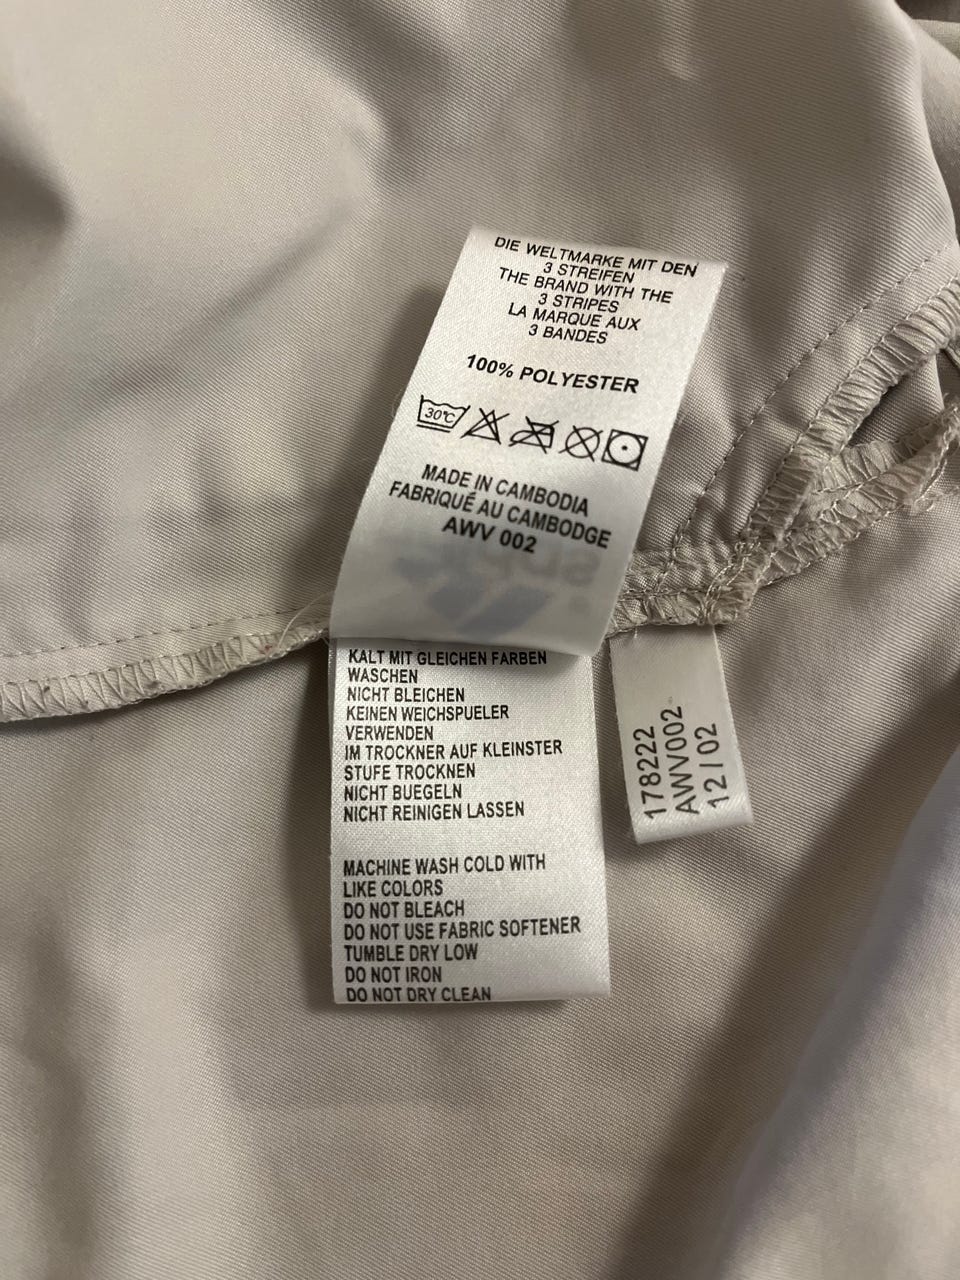 DIE WELTMARKE MIT DEN
3 STREIFEN
THE BRAND WITH THE
3 STRIPES
LA MARQUE AUX
3 BANDES
100% POLYESTER
30°C
MADE IN CAMBODIA
FABRIQUÉ AU CAMBODGE
AWV 002
KALT MIT GLEICHEN FARBEN
WASCHEN
NICHT BLEICHEN
KEINEN WEICHSPUELER
VERWENDEN
IM TROCKNER AUF KLEINSTER
STUFE TROCKNEN
NICHT BUEGELN
NICHT REINIGEN LASSEN
MACHINE WASH COLD WITH
LIKE COLORS
DO NOT BLEACH
DO NOT USE FABRIC SOFTENER
TUMBLE DRY LOW
DO NOT IRON
DO NOT DRY CLEAN
178222
AWV002
12/02